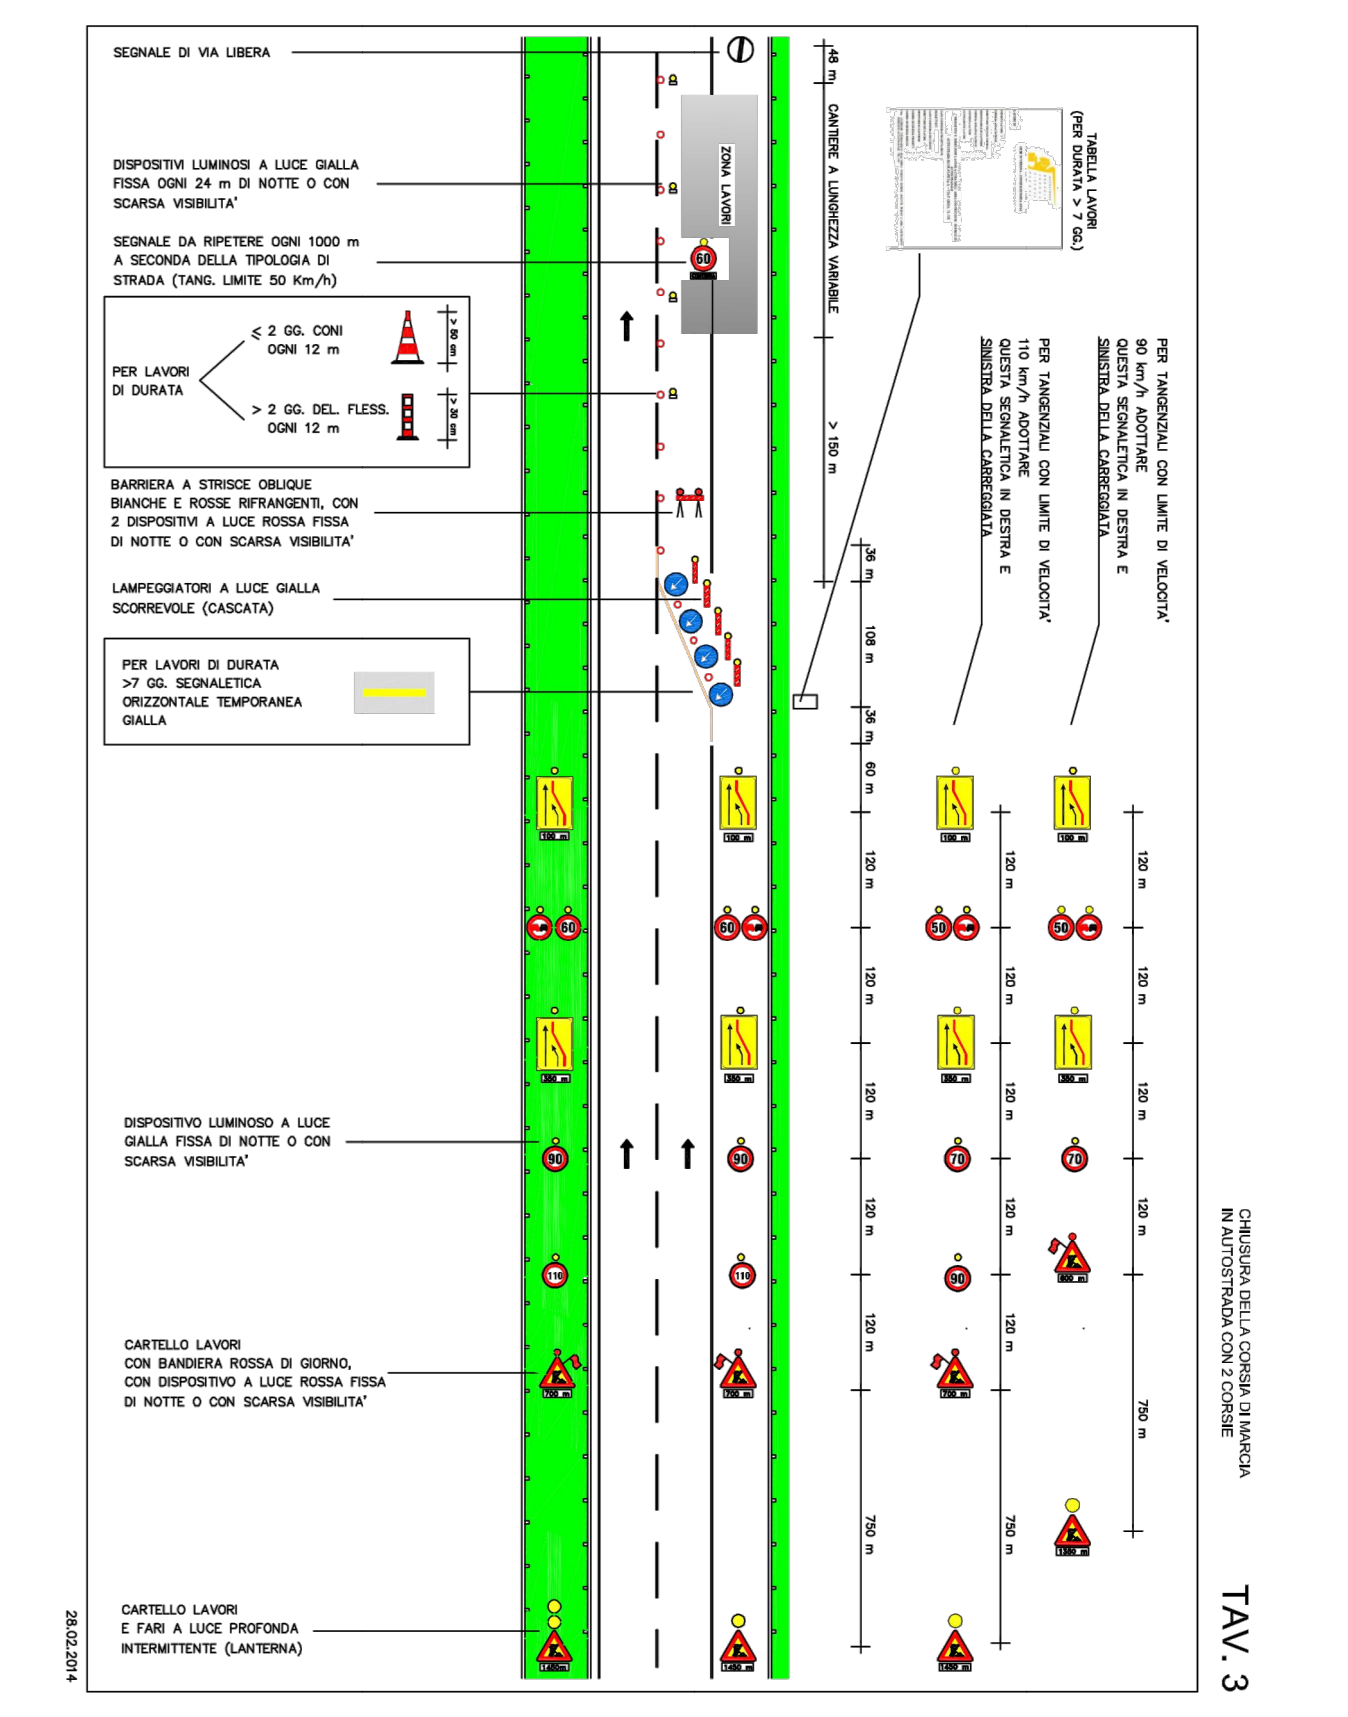 SEGNALE DI VIA LIBERA
DISPOSITIVI LUMINOSI A LUCE GIALLA
FISSA OGNI 24 m DI NOTTE O CON
SCARSA VISIBILITA'
SEGNALE DA RIPETERE OGNI 1000 m
A SECONDA DELLA TIPOLOGIA DI
STRADA (TANG. LIMITE 50 Km/h)
PER LAVORI
DI DURATA
≤ 2 GG. CONI
OGNI 12 m
> 50 cm
> 2 GG. DEL. FLESS.
OGNI 12 m
> 30 cm
BARRIERA A STRISCE OBLIQUE
BIANCHE E ROSSE RIFRANGENTI, CON
2 DISPOSITIVI A LUCE ROSSA FISSA
DI NOTTE O CON SCARSA VISIBILITA'
LAMPEGGIATORI A LUCE GIALLA
SCORREVOLE (CASCATA)
PER LAVORI DI DURATA
>7 GG. SEGNALETICA
ORIZZONTALE TEMPORANEA
GIALLA
DISPOSITIVO LUMINOSO A LUCE
GIALLA FISSA DI NOTTE O CON
SCARSA VISIBILITA'
CARTELLO LAVORI
CON BANDIERA ROSSA DI GIORNO,
CON DISPOSITIVO A LUCE ROSSA FISSA
DI NOTTE O CON SCARSA VISIBILITA'
CARTELLO LAVORI
E FARI A LUCE PROFONDA
INTERMITTENTE (LANTERNA)
28.02.2014
100 m
60
350 m
90
110
700 m
1450m
ZONA LAVORI
60
100 m
60
350 m
90
110
700 m
1450 m
48 m
CANTIERE A LUNGHEZZA VARIABILE
> 150 m
36 m
108 m
36 m
60 m
120 m
120 m
120 m
120 m
120 m
750 m
TABELLA LAVORI
(PER DURATA > 7 GG.)
PER TANGENZIALI CON LIMITE DI VELOCITA'
110 km/h ADOTTARE
QUESTA SEGNALETICA IN DESTRA E
SINISTRA DELLA CARREGGIATA
100 m
50
350 m
70
90
700 m
1450 m
120 m
120 m
120 m
120 m
120 m
750 m
PER TANGENZIALI CON LIMITE DI VELOCITA'
90 km/h ADOTTARE
QUESTA SEGNALETICA IN DESTRA E
SINISTRA DELLA CARREGGIATA
100 m
50
350 m
70
600 m
1350 m
120 m
120 m
120 m
120 m
750 m
CHIUSURA DELLA CORSIA DI MARCIA
IN AUTOSTRADA CON 2 CORSIE
TAV. 3